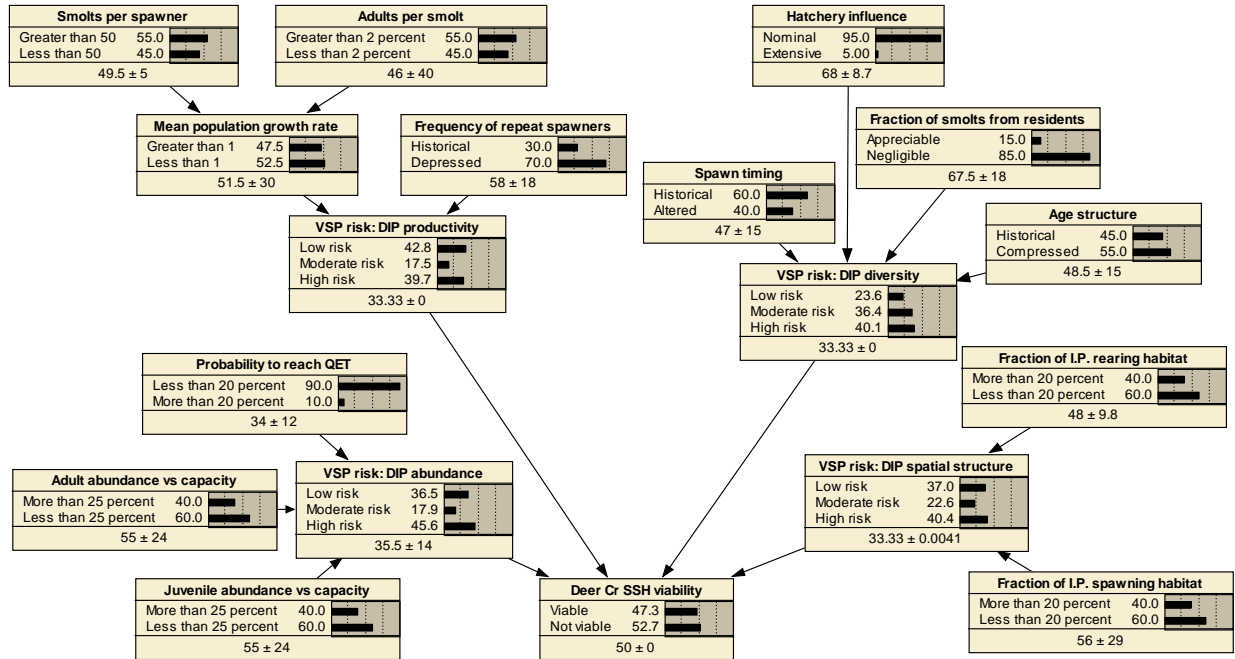 Smolts per spawner
Greater than 50 55.0
Less than 50 45.0
49.5 ± 5
Adults per smolt
Greater than 2 percent 55.0
Less than 2 percent 45.0
46 ± 40
Hatchery influence
Nominal 95.0
Extensive 5.00
68 ± 8.7
Mean population growth rate
Greater than 1 47.5
Less than 1 52.5
51.5 ± 30
Frequency of repeat spawners
Historical 30.0
Depressed 70.0
58 ± 18
Fraction of smolts from residents
Appreciable 15.0
Negligible 85.0
67.5 ± 18
Spawn timing
Historical 60.0
Altered 40.0
47 ± 15
Age structure
Historical 45.0
Compressed 55.0
48.5 ± 15
VSP risk: DIP productivity
Low risk 42.8
Moderate risk 17.5
High risk 39.7
33.33 ± 0
VSP risk: DIP diversity
Low risk 23.6
Moderate risk 36.4
High risk 40.1
33.33 ± 0
Probability to reach QET
Less than 20 percent 90.0
More than 20 percent 10.0
34 ± 12
Fraction of I.P. rearing habitat
More than 20 percent 40.0
Less than 20 percent 60.0
48 ± 9.8
Adult abundance vs capacity
More than 25 percent 40.0
Less than 25 percent 60.0
55 ± 24
VSP risk: DIP abundance
Low risk 36.5
Moderate risk 17.9
High risk 45.6
35.5 ± 14
VSP risk: DIP spatial structure
Low risk 37.0
Moderate risk 22.6
High risk 40.4
33.33 ± 0.0041
Juvenile abundance vs capacity
More than 25 percent 40.0
Less than 25 percent 60.0
55 ± 24
Deer Cr SSH viability
Viable 47.3
Not viable 52.7
50 ± 0
Fraction of I.P. spawning habitat
More than 20 percent 40.0
Less than 20 percent 60.0
56 ± 29